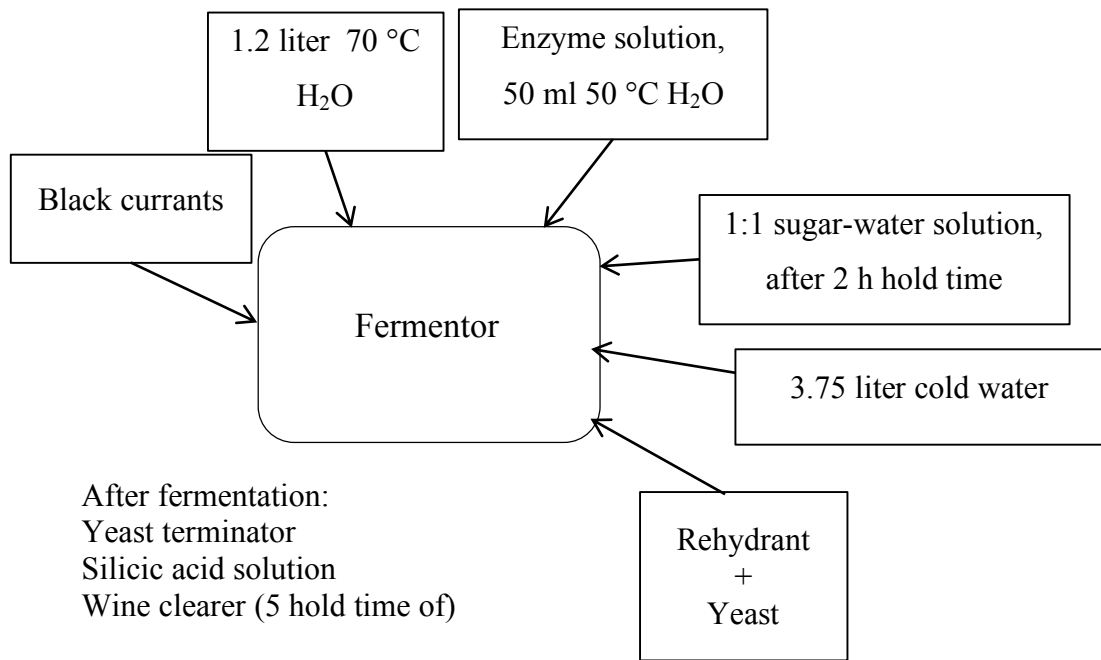 1.2 liter 70 °C
H₂O
Enzyme solution,
50 ml 50 °C H₂O
Black currants
1:1 sugar-water solution,
after 2 h hold time
Fermentor
3.75 liter cold water
After fermentation:
Yeast terminator
Silicic acid solution
Wine clearer (5 hold time of)
Rehydrant
+
Yeast